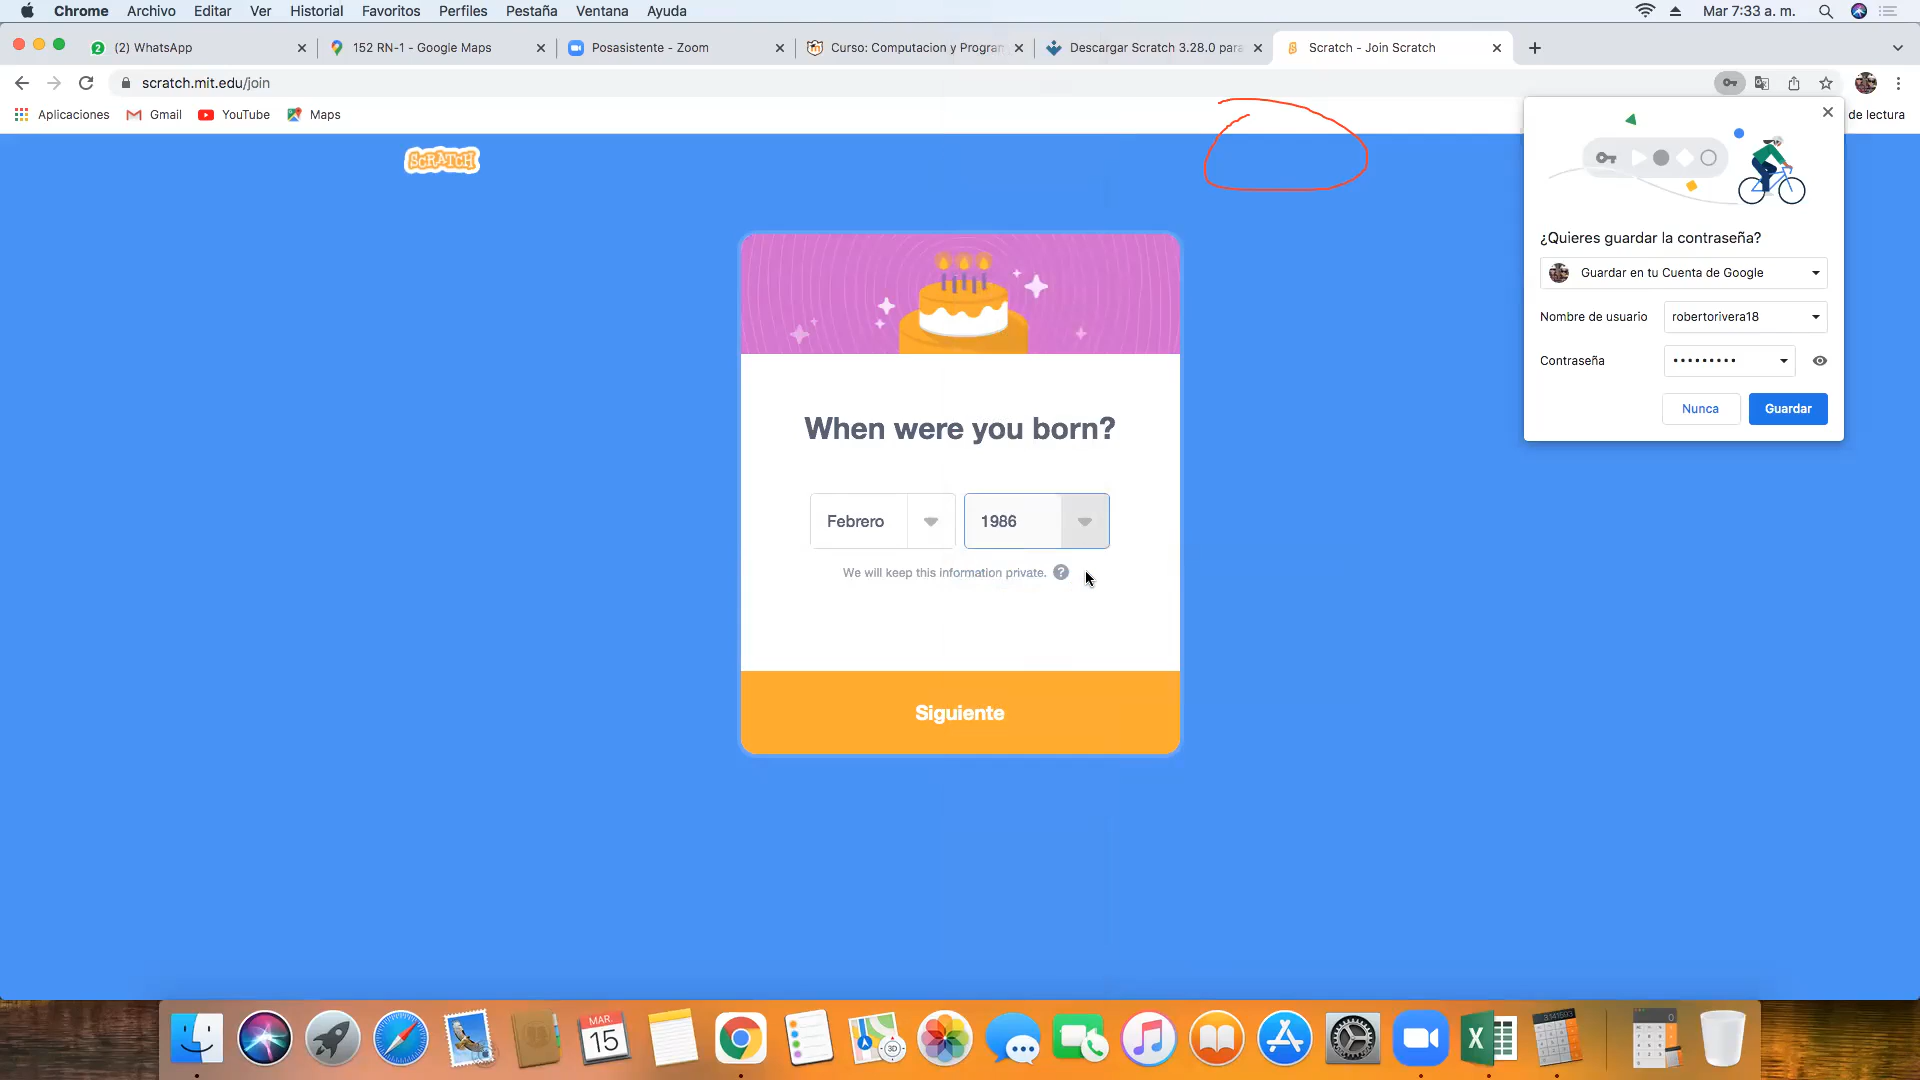 Chrome Archivo Editar Ver Historial Favoritos Perfiles Pestaña Ventana Ayuda Mar 7:33 a. m.
2 (2) WhatsApp 152 RN-1 - Google Maps Posasistente - Zoom Curso: Computacion y Program Descargar Scratch 3.28.0 para Scratch - Join Scratch
scratch.mit.edu/join
Aplicaciones Gmail YouTube Maps de lectura
SCRATCH
¿Quieres guardar la contraseña?
Guardar en tu Cuenta de Google
Nombre de usuario robertorivera18
Contraseña •••••••••
Nunca Guardar
When were you born?
Febrero 1986
We will keep this information private. ?
Siguiente
MAR.
15
3D